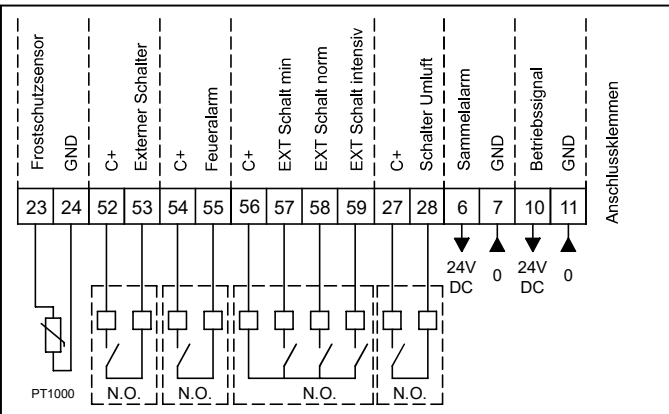 Frostschutzsensor
GND
C+
Externer Schalter
C+
Feueralarm
C+
EXT Schalt min
EXT Schalt norm
EXT Schalt intensiv
C+
Schalter Umluft
Sammelalarm
GND
Betriebssignal
GND
Anschlussklemmen
23 24 52 53 54 55 56 57 58 59 27 28 6 7 10 11
24V
DC
0
24V
DC
0
PT1000
N.O.
N.O.
N.O.
N.O.